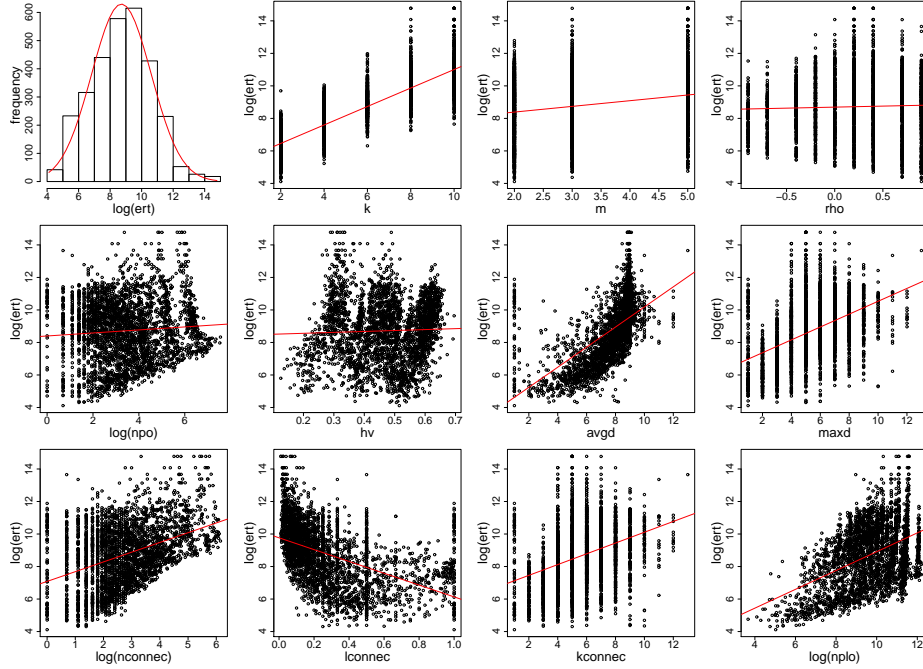 frequency
0 100 200 300 400 500 600
4 6 8 10 12 14
log(ert)
log(ert)
4 6 8 10 12 14
2 4 6 8 10
k
log(ert)
4 6 8 10 12 14
2.0 2.5 3.0 3.5 4.0 4.5 5.0
m
log(ert)
4 6 8 10 12 14
−0.5 0.0 0.5
rho
log(ert)
4 6 8 10 12 14
0 2 4 6
log(npo)
log(ert)
4 6 8 10 12 14
0.2 0.3 0.4 0.5 0.6 0.7
hv
log(ert)
4 6 8 10 12 14
2 4 6 8 10 12
avgd
log(ert)
4 6 8 10 12 14
2 4 6 8 10 12
maxd
log(ert)
4 6 8 10 12 14
0 1 2 3 4 5 6
log(nconnec)
log(ert)
4 6 8 10 12 14
0.0 0.2 0.4 0.6 0.8 1.0
lconnec
log(ert)
4 6 8 10 12 14
2 4 6 8 10 12
kconnec
log(ert)
4 6 8 10 12 14
4 6 8 10 12
log(nplo)